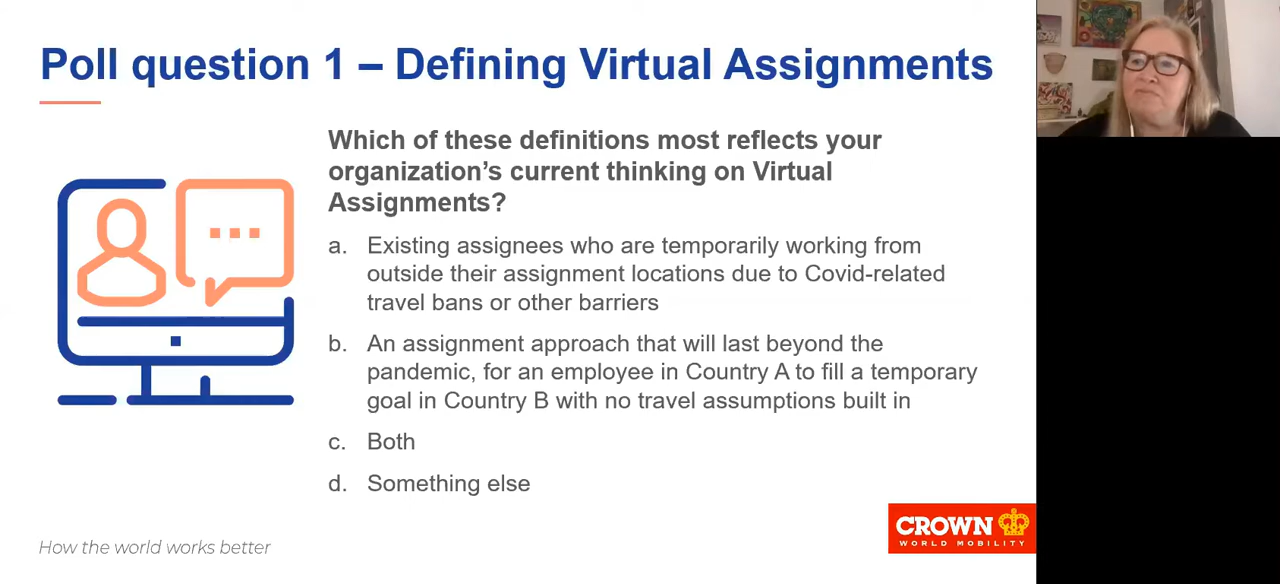 Poll question 1 – Defining Virtual Assignments
Which of these definitions most reflects your
organization’s current thinking on Virtual
Assignments?
a. Existing assignees who are temporarily working from
outside their assignment locations due to Covid-related
travel bans or other barriers
b. An assignment approach that will last beyond the
pandemic, for an employee in Country A to fill a temporary
goal in Country B with no travel assumptions built in
c. Both
d. Something else
How the world works better
CROWN
WORLD MOBILITY